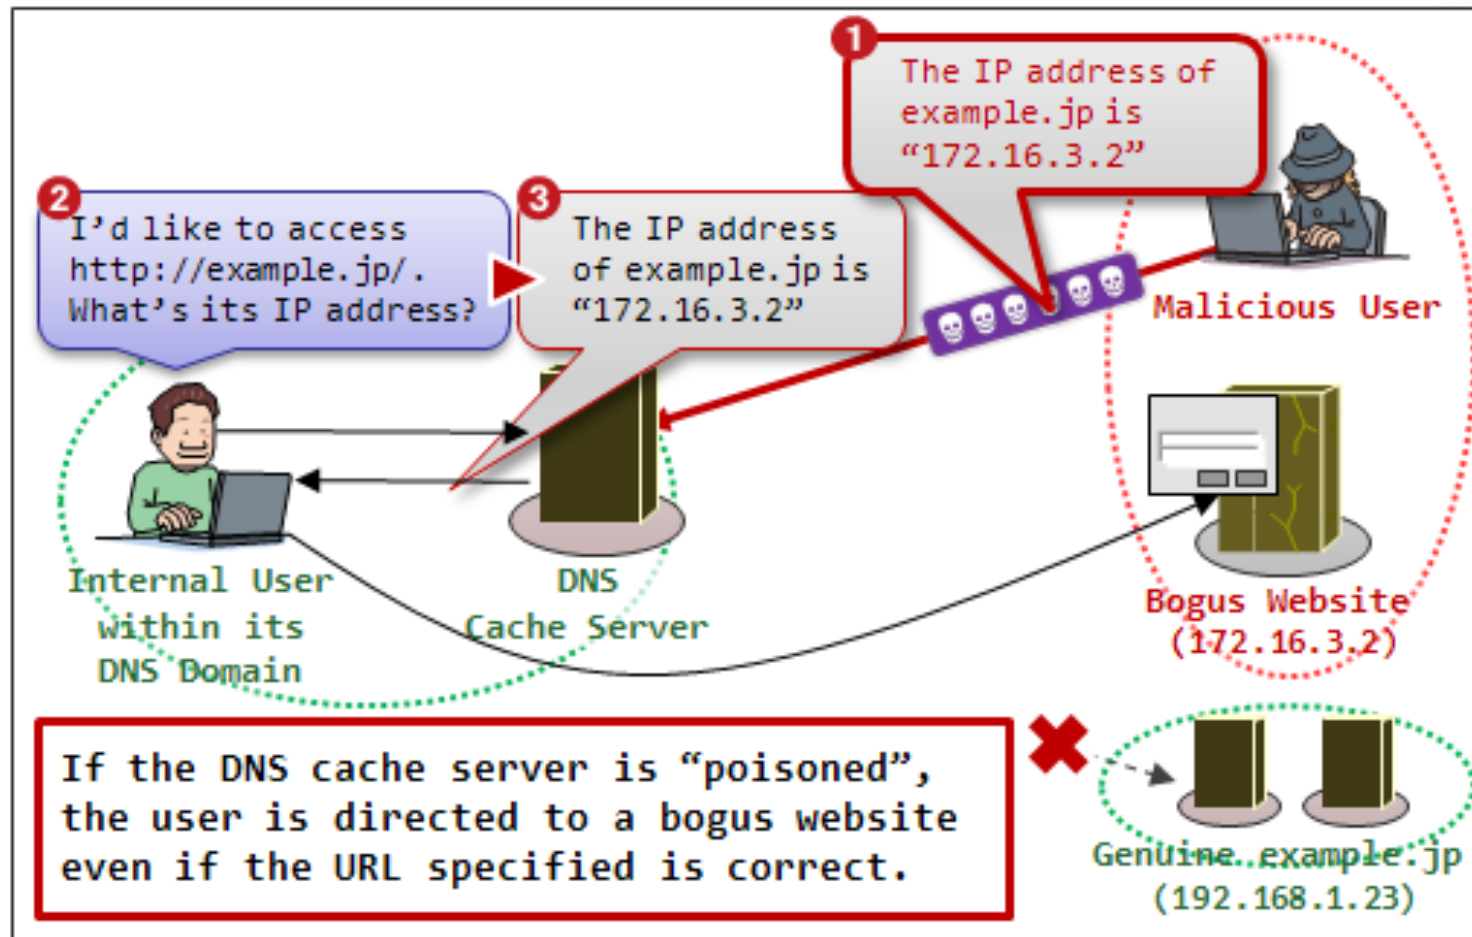 1
The IP address of
example.jp is
“172.16.3.2”
2
I’d like to access
http://example.jp/.
What’s its IP address?
3
The IP address
of example.jp is
“172.16.3.2”
Malicious User
Internal User
within its
DNS Domain
DNS
Cache Server
Bogus Website
(172.16.3.2)
If the DNS cache server is “poisoned”,
the user is directed to a bogus website
even if the URL specified is correct.
Genuine example.jp
(192.168.1.23)